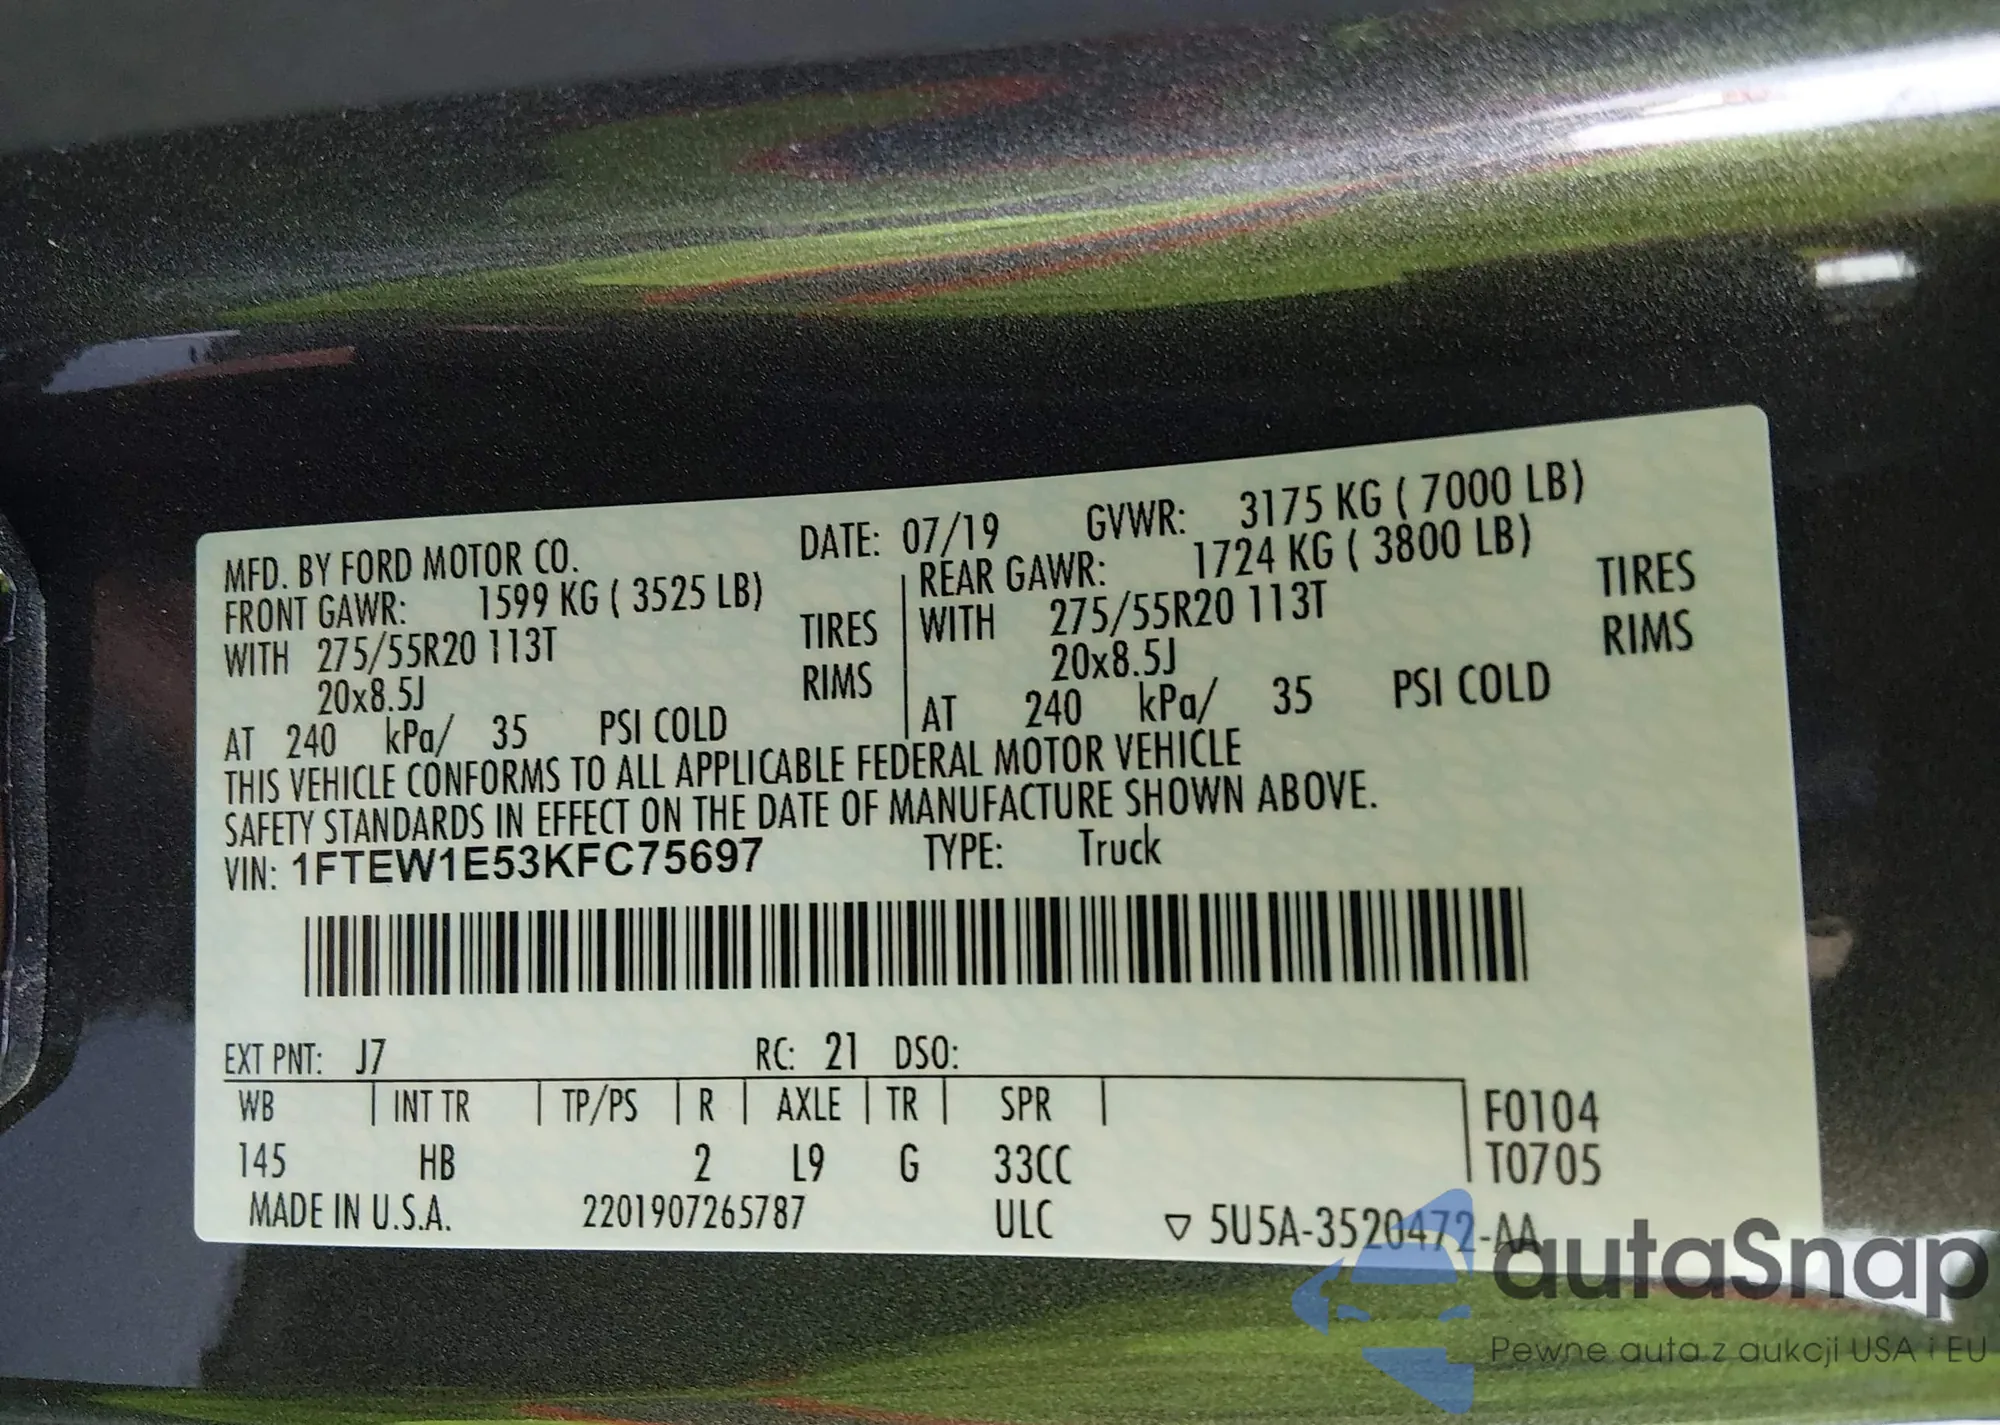 MFD. BY FORD MOTOR CO. DATE: 07/19 GVWR: 3175 KG ( 7000 LB)
FRONT GAWR: 1599 KG ( 3525 LB) REAR GAWR: 1724 KG ( 3800 LB)
WITH 275/55R20 113T TIRES WITH 275/55R20 113T TIRES
20x8.5J RIMS 20x8.5J RIMS
AT 240 kPa/ 35 PSI COLD AT 240 kPa/ 35 PSI COLD
THIS VEHICLE CONFORMS TO ALL APPLICABLE FEDERAL MOTOR VEHICLE
SAFETY STANDARDS IN EFFECT ON THE DATE OF MANUFACTURE SHOWN ABOVE.
VIN: 1FTEW1E53KFC75697 TYPE: Truck
EXT PNT: J7 RC: 21 DSO:
WB INT TR TP/PS R AXLE TR SPR F0104
145 HB 2 L9 G 33CC T0705
MADE IN U.S.A. 2201907265787 ULC ▽ 5U5A-3520472-AA
autaSnap
Pewne auta z aukcji USA i EU